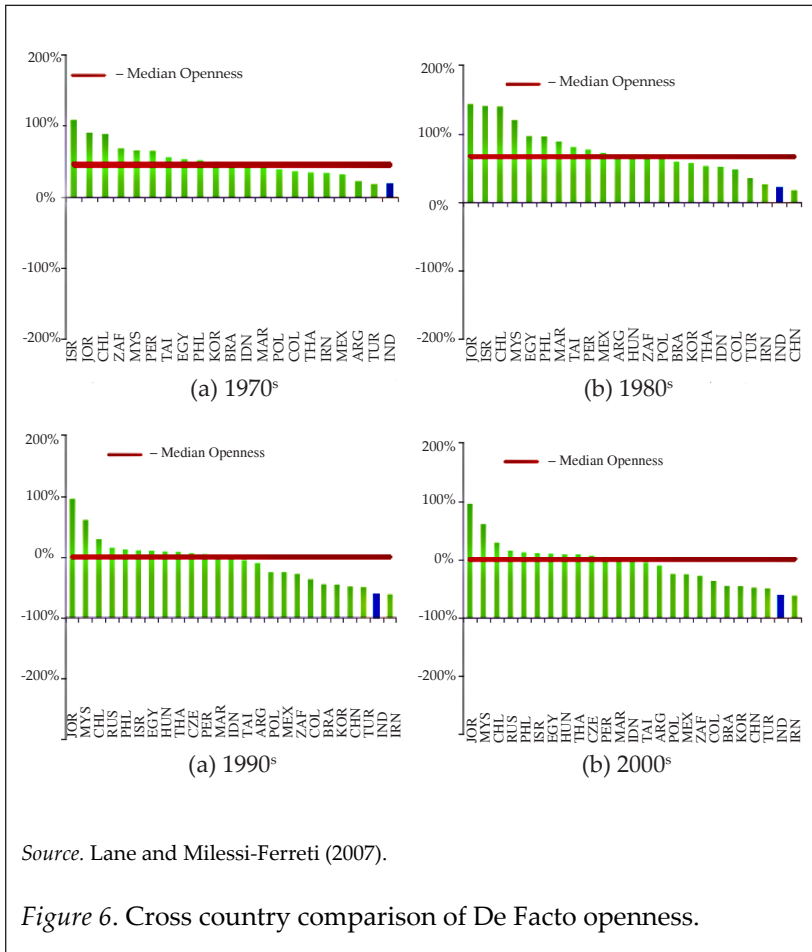 200%
– Median Openness
100%
0%
-100%
-200%
ISR JOR CHL ZAF MYS PER TAI EGY PHL KOR BRA IDN MAR POL COL THA IRN MEX ARG TUR IND
(a) 1970s
200%
– Median Openness
100%
0%
-100%
-200%
JOR ISR CHL MYS EGY PHL MAR TAI PER MEX ARG HUN ZAF POL BRA KOR THA IDN COL TUR IRN IND CHN
(b) 1980s
200%
– Median Openness
100%
0%
-100%
-200%
JOR MYS CHL RUS PHL ISR EGY HUN THA CZE PER MAR IDN TAI ARG POL MEX ZAF COL BRA KOR CHN TUR IND IRN
(a) 1990s
200%
– Median Openness
100%
0%
-100%
-200%
JOR MYS CHL RUS PHL ISR EGY HUN THA CZE PER MAR IDN TAI ARG POL MEX ZAF COL BRA KOR CHN TUR IND IRN
(b) 2000s
Source. Lane and Milessi-Ferreti (2007).
Figure 6. Cross country comparison of De Facto openness.